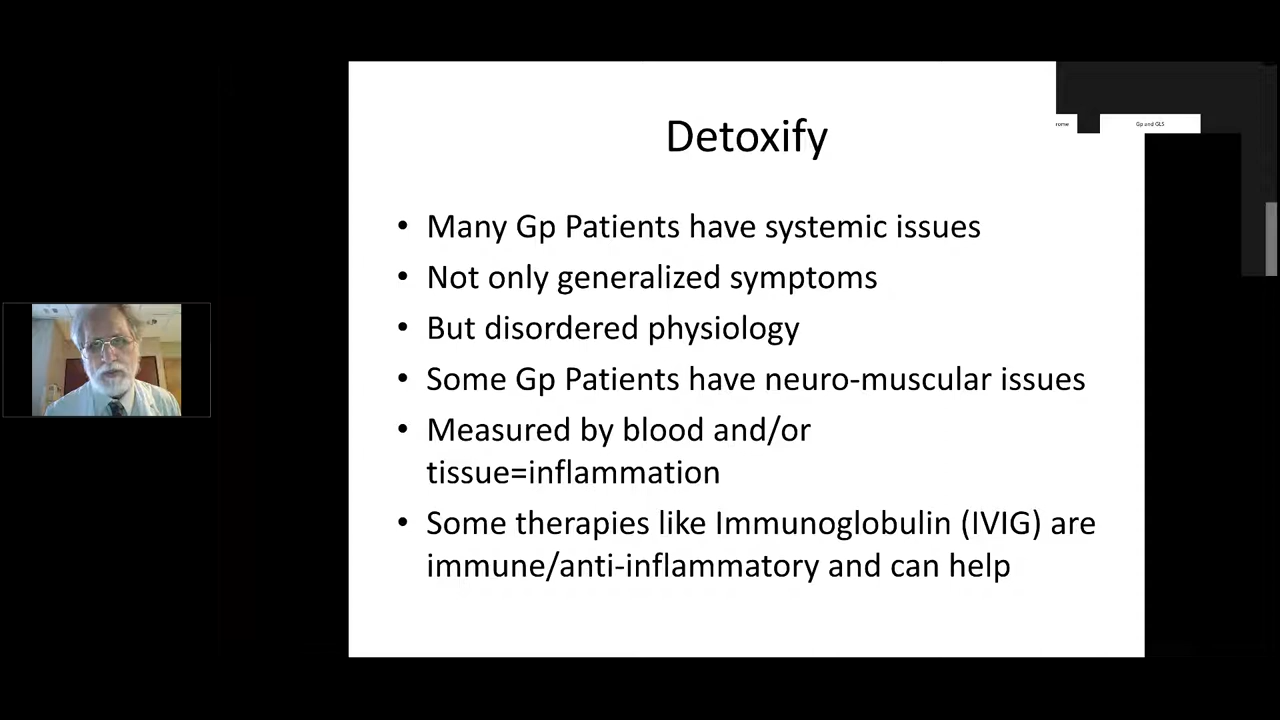 Detoxify
rome
Gp and GLS
• Many Gp Patients have systemic issues
• Not only generalized symptoms
• But disordered physiology
• Some Gp Patients have neuro-muscular issues
• Measured by blood and/or
tissue=inflammation
• Some therapies like Immunoglobulin (IVIG) are
immune/anti-inflammatory and can help